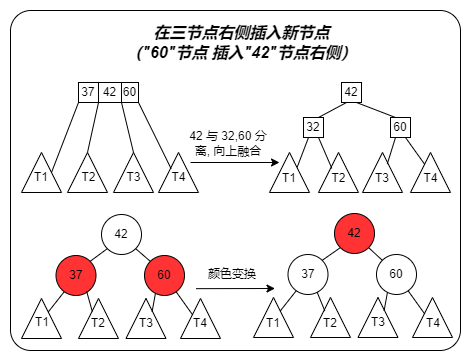 在三节点右侧插入新节点
("60"节点 插入"42"节点右侧)
37 42 60
42
32 60
42 与 32,60 分
离, 向上融合
T1 T2 T3 T4
T1 T2 T3 T4
42
42
37 60
颜色变换
37 60
T1 T2 T3 T4
T1 T2 T3 T4